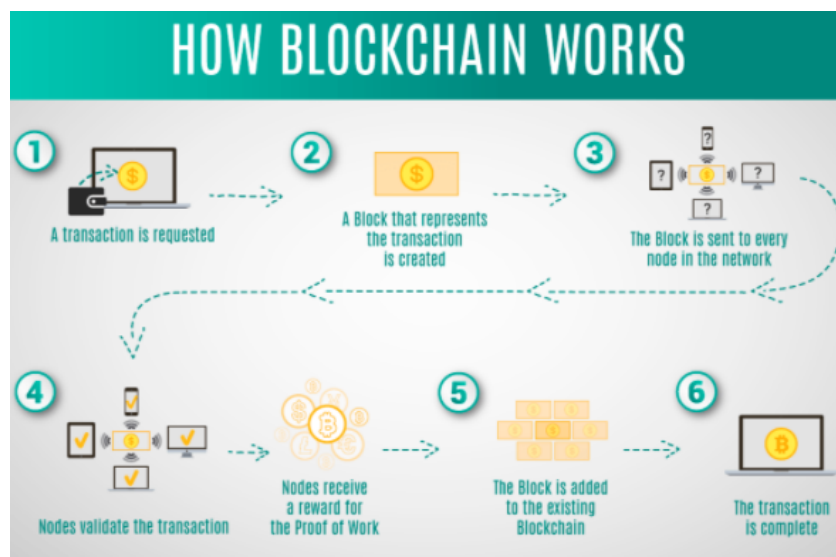 HOW BLOCKCHAIN WORKS
1
A transaction is requested
2
A Block that represents
the transaction
is created
3
The Block is sent to every
node in the network
4
Nodes validate the transaction
Nodes receive
a reward for
the Proof of Work
5
The Block is added
to the existing
Blockchain
6
The transaction
is complete